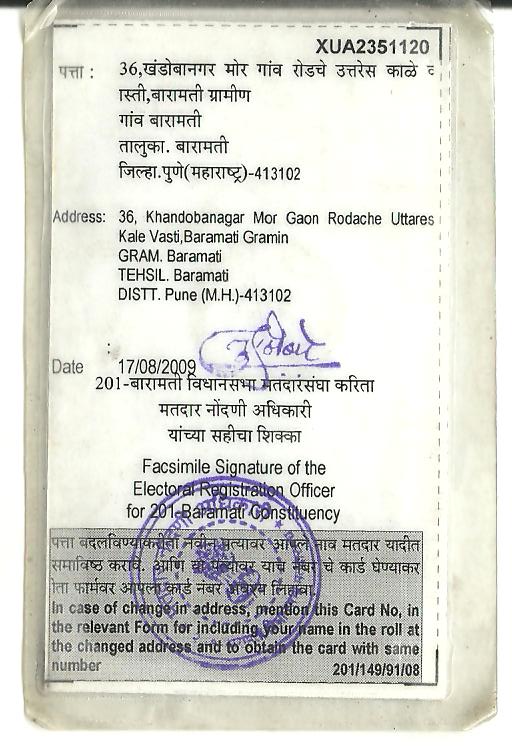 XUA2351120
पत्ता : 36,खंडोबानगर मोर गांव रोडचे उत्तरेस काळे व
स्ती,बारामती ग्रामीण
गांव बारामती
तालुका. बारामती
जिल्हा.पुणे(महाराष्ट्र)-413102
Address: 36, Khandobanagar Mor Gaon Rodache Uttares
Kale Vasti,Baramati Gramin
GRAM. Baramati
TEHSIL. Baramati
DISTT. Pune (M.H.)-413102
Date : 17/08/2009
201-बारामती विधानसभा मतदारसंघा करिता
मतदार नोंदणी अधिकारी
यांच्या सहीचा शिक्का
Facsimile Signature of the
Electoral Registration Officer
for 201-Baramati Constuency
पत्ता बदलविण्याकरीता नवीन पत्यावर आपले नाव मतदार यादीत
समाविष्ट करावे. आणि या पत्यावर याच नंबर चे कार्ड घेण्याकर
ीता फॉर्मवर आपला कार्ड नंबर अवश्य लिहावा
In case of change in address, mention this Card No, in
the relevant Form for including your name in the roll at
the changed address and to obtain the card with same
number 201/149/91/08